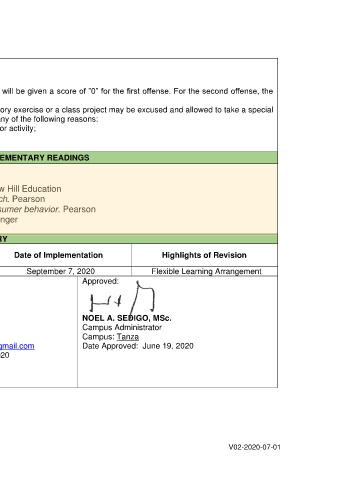 will be given a score of "0" for the first offense. For the second offense, the
ory exercise or a class project may be excused and allowed to take a special
any of the following reasons:
or activity;
EMENTARY READINGS
w Hill Education
ch. Pearson
sumer behavior. Pearson
nger
RY
Date of Implementation Highlights of Revision
September 7, 2020 Flexible Learning Arrangement
Approved:
NOEL A. SEDIGO, MSc.
Campus Administrator
Campus: Tanza
@gmail.com Date Approved: June 19, 2020
020
V02-2020-07-01